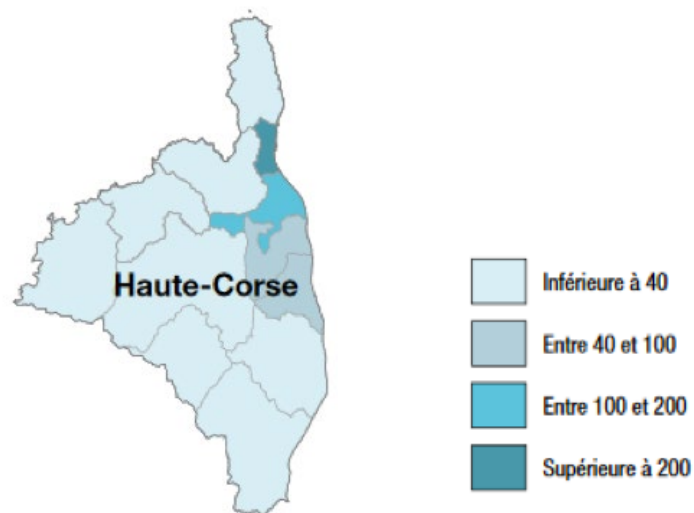 Haute-Corse
Inférieure à 40
Entre 40 et 100
Entre 100 et 200
Supérieure à 200